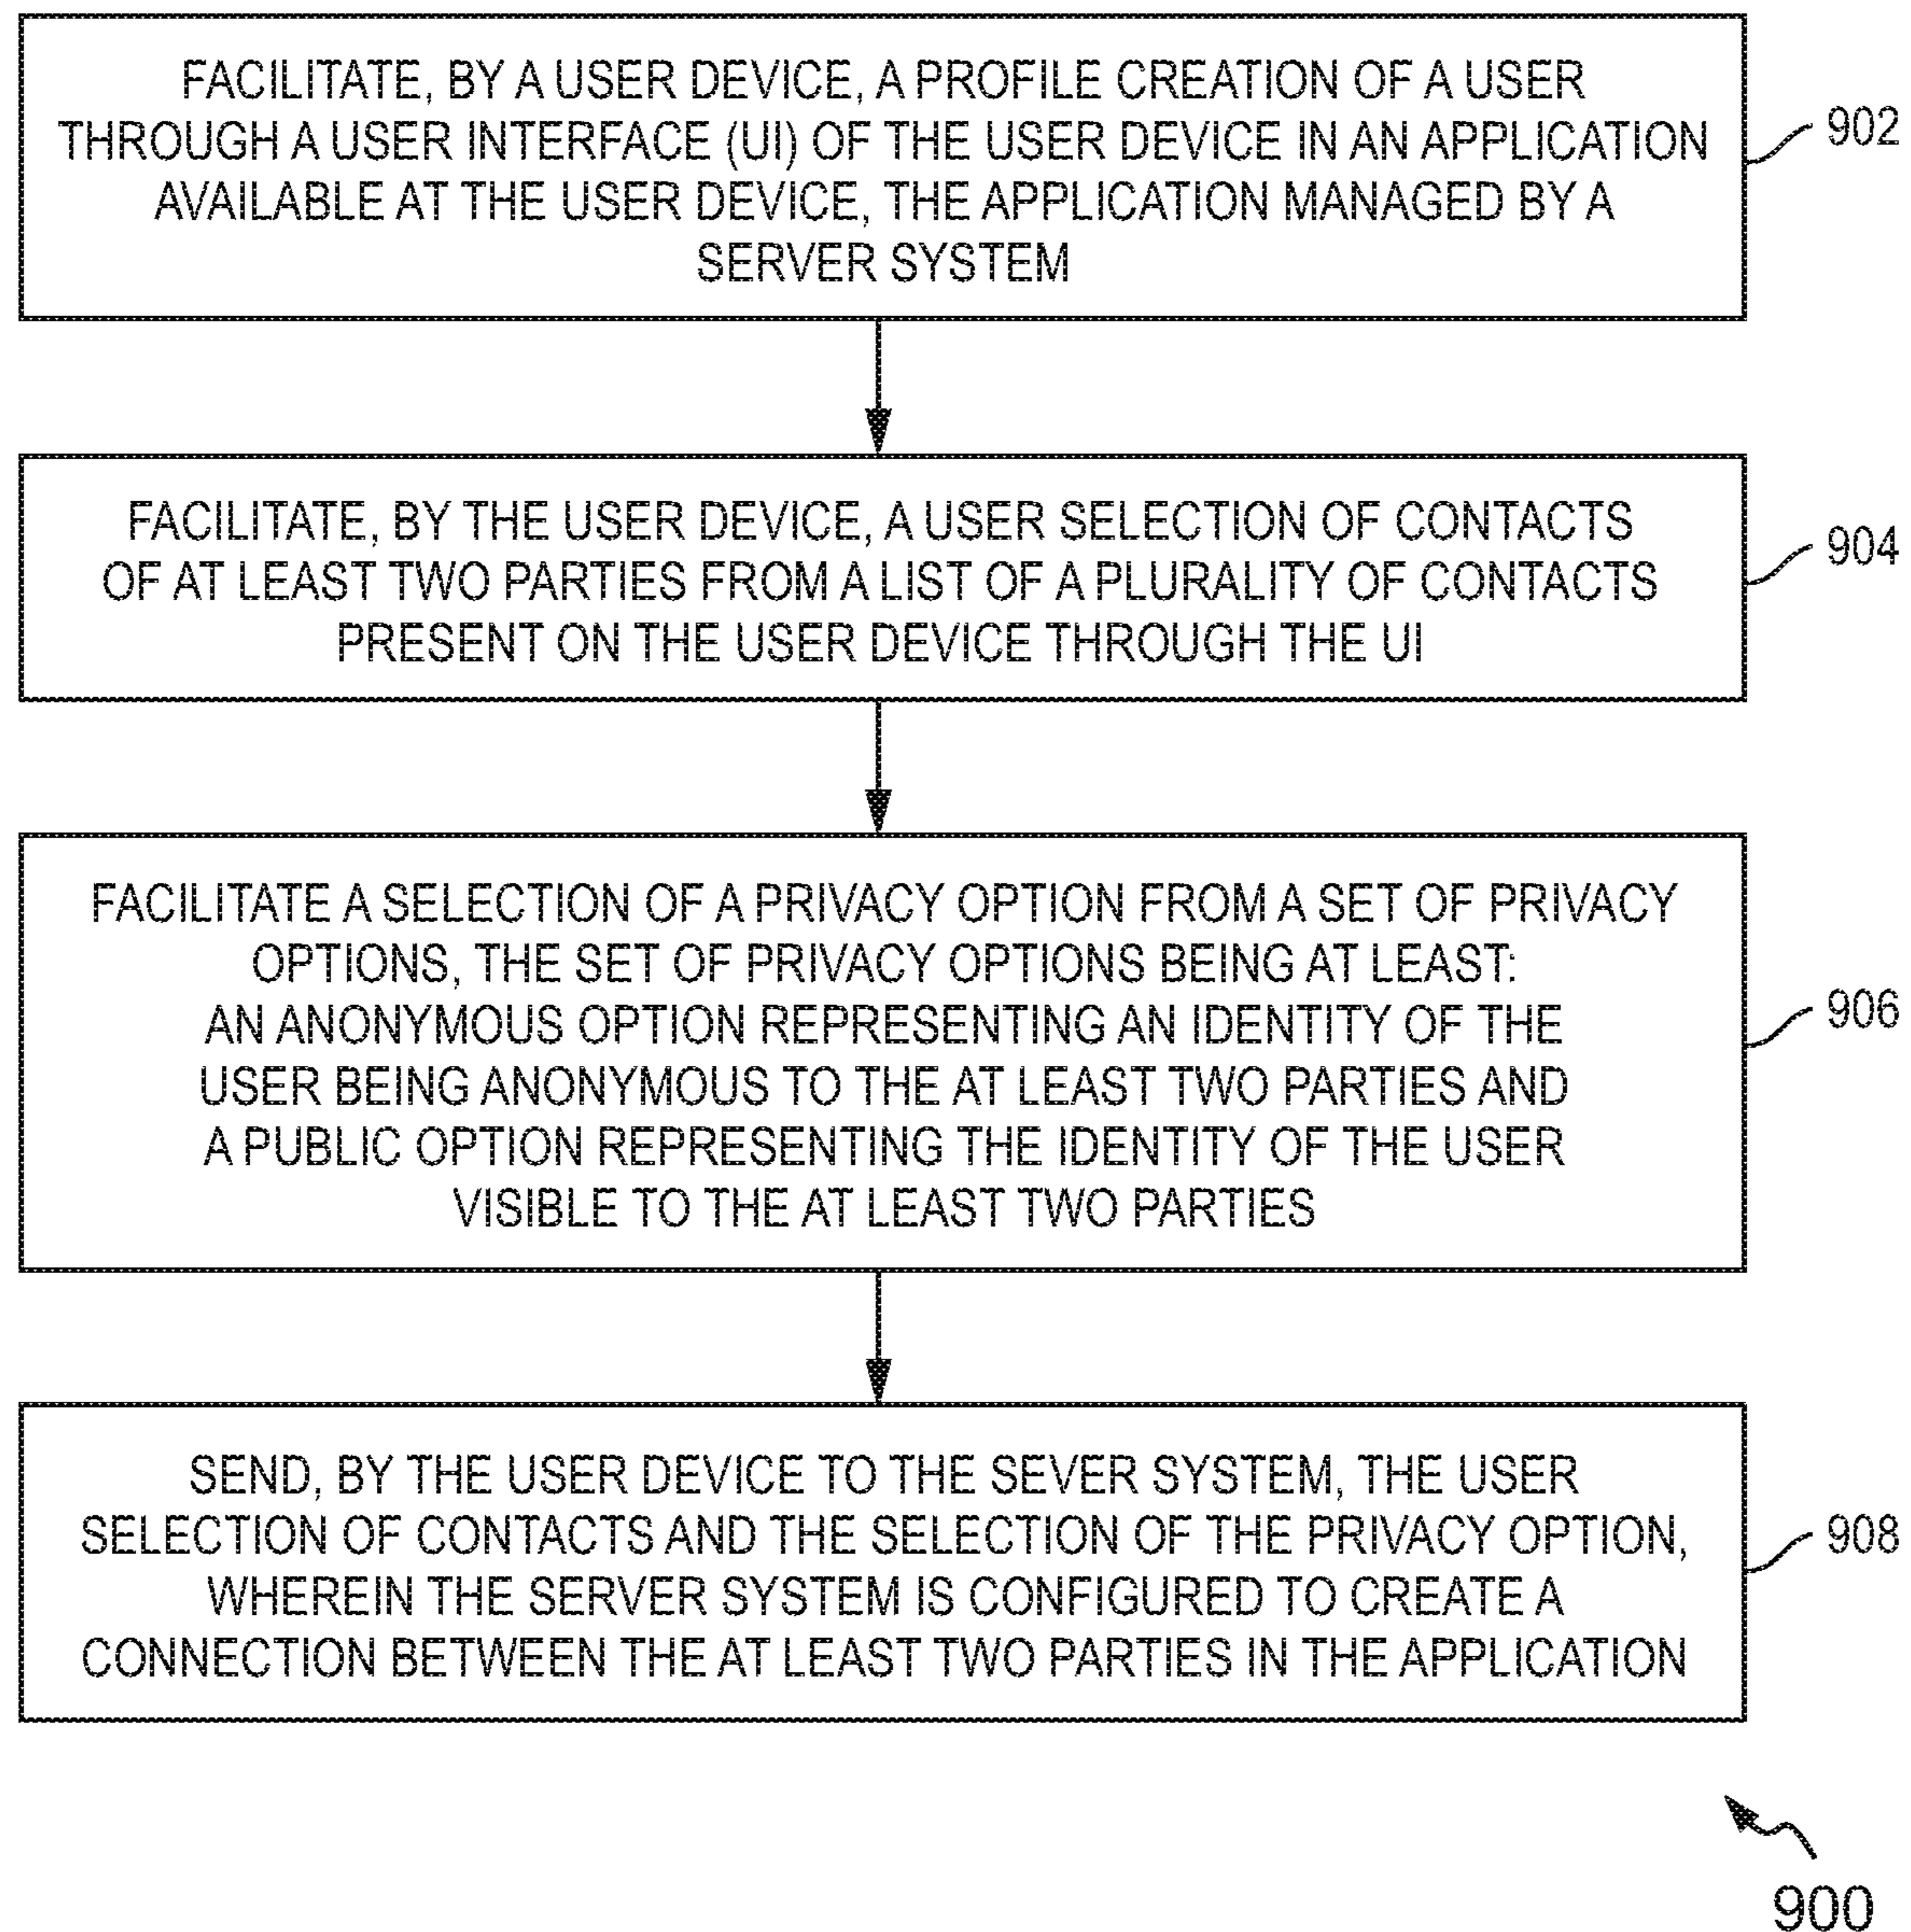 FACILITATE, BY A USER DEVICE, A PROFILE CREATION OF A USER
THROUGH A USER INTERFACE (UI) OF THE USER DEVICE IN AN APPLICATION
AVAILABLE AT THE USER DEVICE, THE APPLICATION MANAGED BY A
SERVER SYSTEM
902
FACILITATE, BY THE USER DEVICE, A USER SELECTION OF CONTACTS
OF AT LEAST TWO PARTIES FROM A LIST OF A PLURALITY OF CONTACTS
PRESENT ON THE USER DEVICE THROUGH THE UI
904
FACILITATE A SELECTION OF A PRIVACY OPTION FROM A SET OF PRIVACY
OPTIONS, THE SET OF PRIVACY OPTIONS BEING AT LEAST:
AN ANONYMOUS OPTION REPRESENTING AN IDENTITY OF THE
USER BEING ANONYMOUS TO THE AT LEAST TWO PARTIES AND
A PUBLIC OPTION REPRESENTING THE IDENTITY OF THE USER
VISIBLE TO THE AT LEAST TWO PARTIES
906
SEND, BY THE USER DEVICE TO THE SEVER SYSTEM, THE USER
SELECTION OF CONTACTS AND THE SELECTION OF THE PRIVACY OPTION,
WHEREIN THE SERVER SYSTEM IS CONFIGURED TO CREATE A
CONNECTION BETWEEN THE AT LEAST TWO PARTIES IN THE APPLICATION
908
900